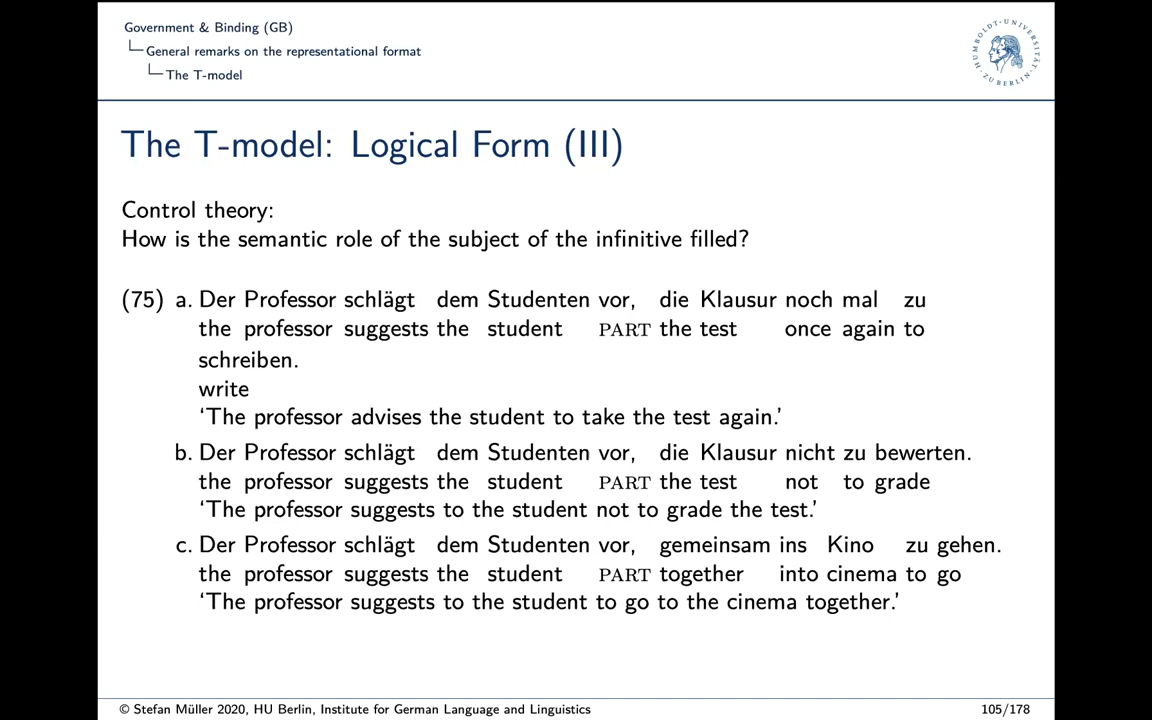 Government & Binding (GB)
General remarks on the representational format
The T-model
HUMBOLDT-UNIVERSITÄT ZU BERLIN
The T-model: Logical Form (III)
Control theory:
How is the semantic role of the subject of the infinitive filled?
(75) a. Der Professor schlägt dem Studenten vor, die Klausur noch mal zu
the professor suggests the student PART the test once again to
schreiben.
write
‘The professor advises the student to take the test again.’
b. Der Professor schlägt dem Studenten vor, die Klausur nicht zu bewerten.
the professor suggests the student PART the test not to grade
‘The professor suggests to the student not to grade the test.’
c. Der Professor schlägt dem Studenten vor, gemeinsam ins Kino zu gehen.
the professor suggests the student PART together into cinema to go
‘The professor suggests to the student to go to the cinema together.’
© Stefan Müller 2020, HU Berlin, Institute for German Language and Linguistics 105/178